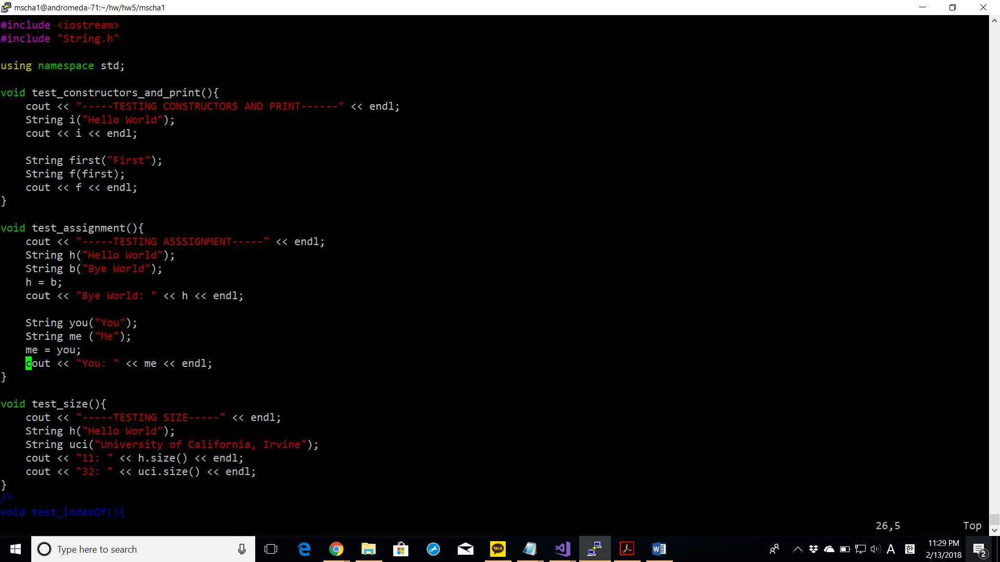 mscha1@andromeda-71:~/hw/hw5/mscha1
#include <iostream>
#include "String.h"
using namespace std;
void test_constructors_and_print(){
    cout << "-----TESTING CONSTRUCTORS AND PRINT------" << endl;
    String i("Hello World");
    cout << i << endl;
    String first("First");
    String f(first);
    cout << f << endl;
}
void test_assignment(){
    cout << "-----TESTING ASSSIGNMENT-----" << endl;
    String h("Hello World");
    String b("Bye World");
    h = b;
    cout << "Bye World: " << h << endl;
    String you("You");
    String me ("Me");
    me = you;
    cout << "You: " << me << endl;
}
void test_size(){
    cout << "-----TESTING SIZE-----" << endl;
    String h("Hello World");
    String uci("University of California, Irvine");
    cout << "11: " << h.size() << endl;
    cout << "32: " << uci.size() << endl;
}
/*
void test_indexOf(){
26,5 Top
Type here to search
TALK
A
한
11:29 PM
2/13/2018
2